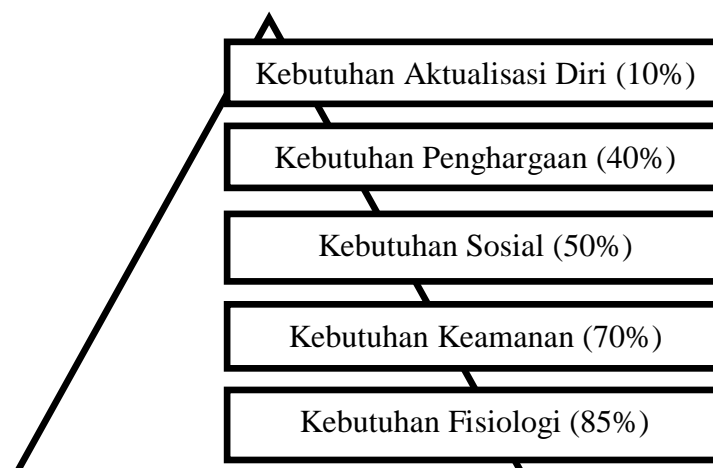 Kebutuhan Aktualisasi Diri (10%)
Kebutuhan Penghargaan (40%)
Kebutuhan Sosial (50%)
Kebutuhan Keamanan (70%)
Kebutuhan Fisiologi (85%)